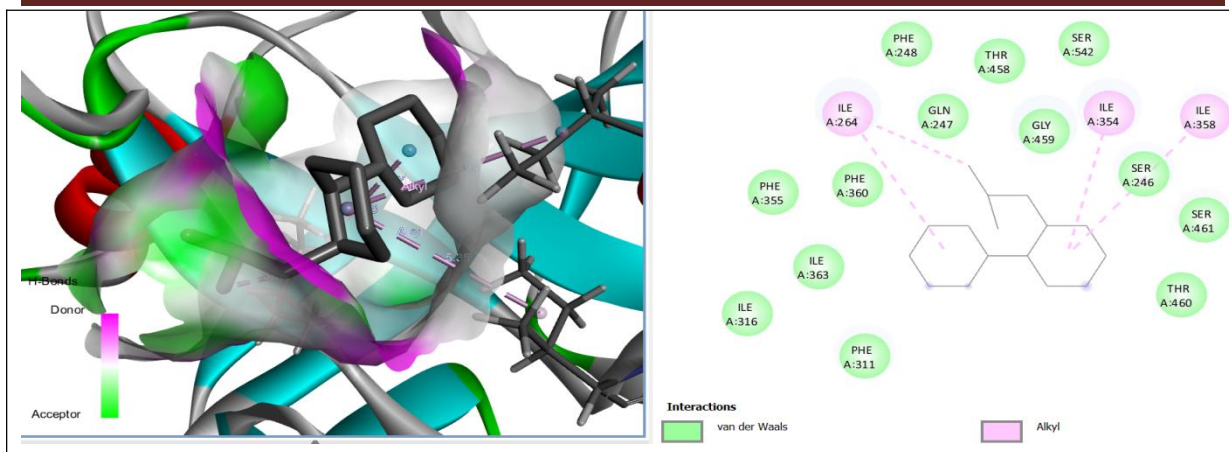 Alkyl
H-Bonds
Donor
Acceptor
PHE
A:248
THR
A:458
SER
A:542
ILE
A:264
GLN
A:247
GLY
A:459
ILE
A:354
ILE
A:358
PHE
A:355
PHE
A:360
SER
A:246
SER
A:461
ILE
A:363
THR
A:460
ILE
A:316
PHE
A:311
Interactions
van der Waals
Alkyl